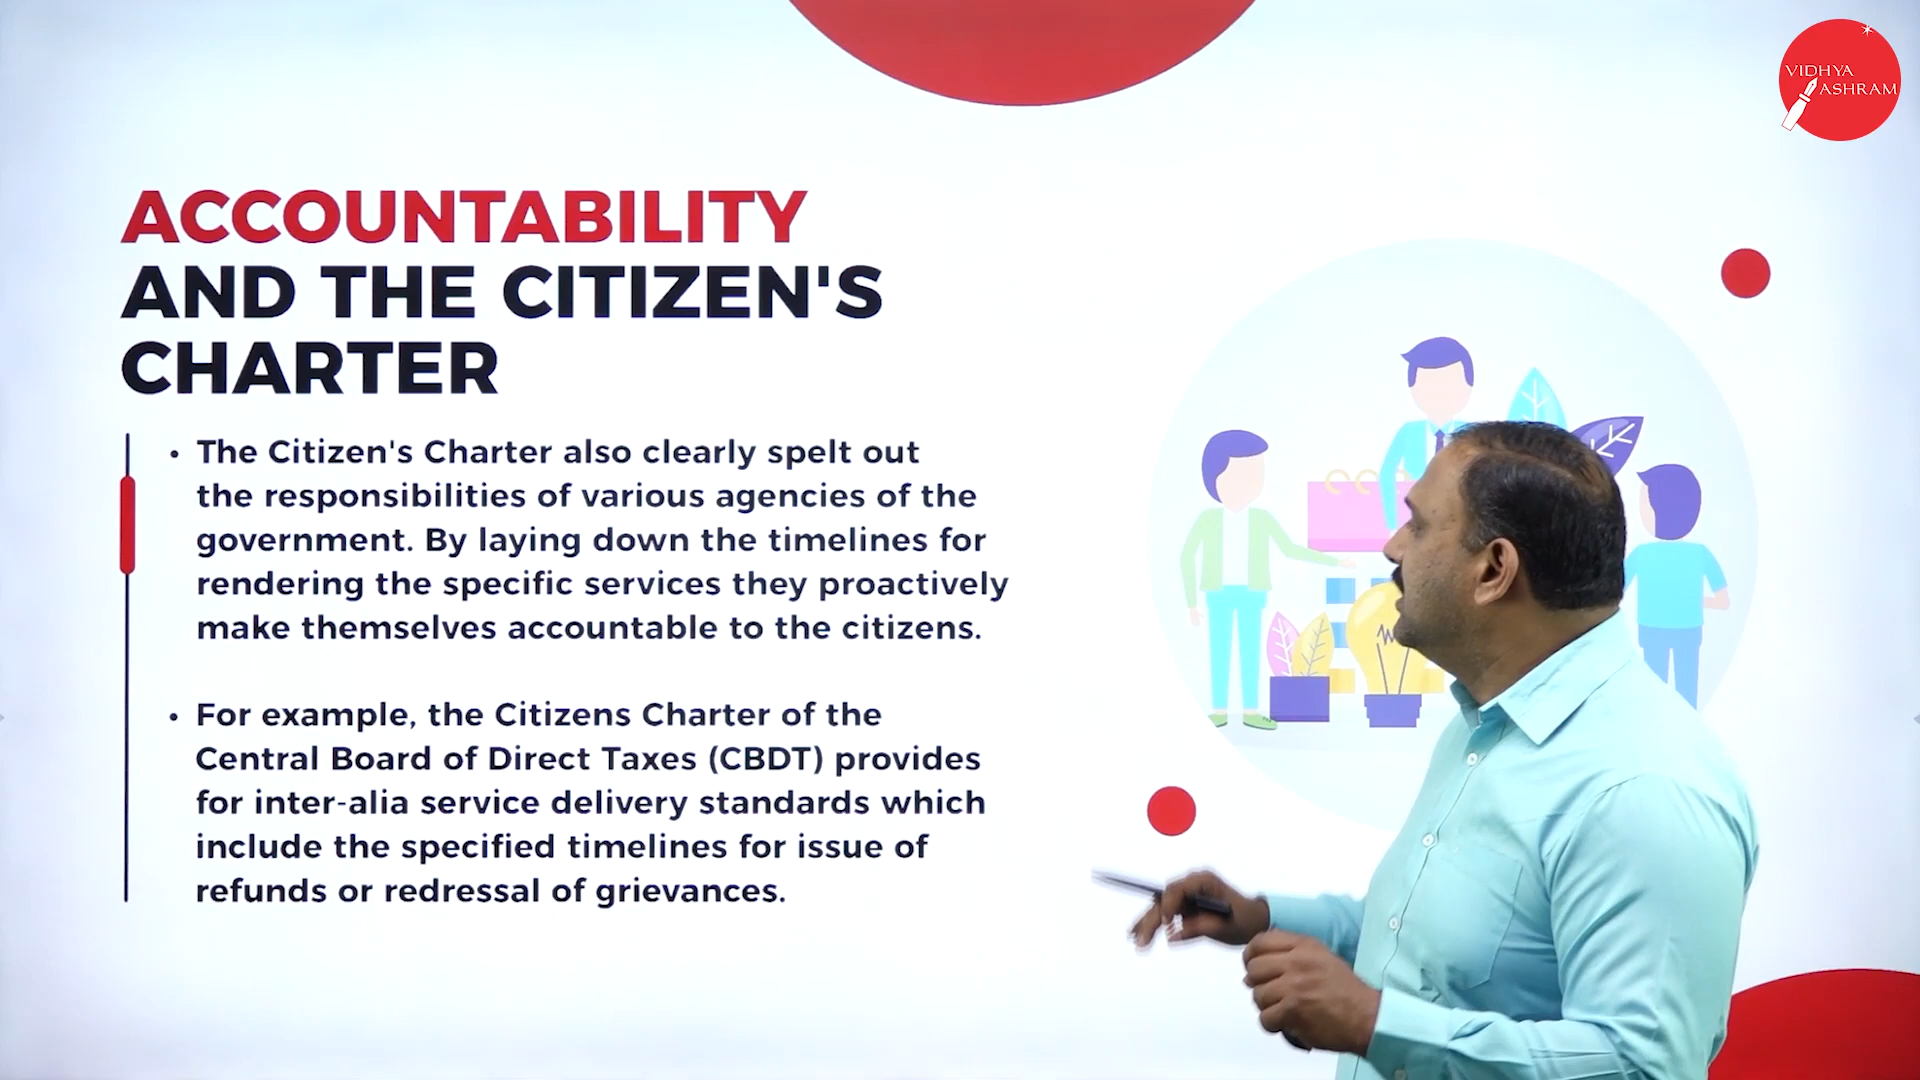 VIDHYA
ASHRAM
ACCOUNTABILITY
AND THE CITIZEN'S
CHARTER
• The Citizen's Charter also clearly spelt out
the responsibilities of various agencies of the
government. By laying down the timelines for
rendering the specific services they proactively
make themselves accountable to the citizens.
• For example, the Citizens Charter of the
Central Board of Direct Taxes (CBDT) provides
for inter-alia service delivery standards which
include the specified timelines for issue of
refunds or redressal of grievances.